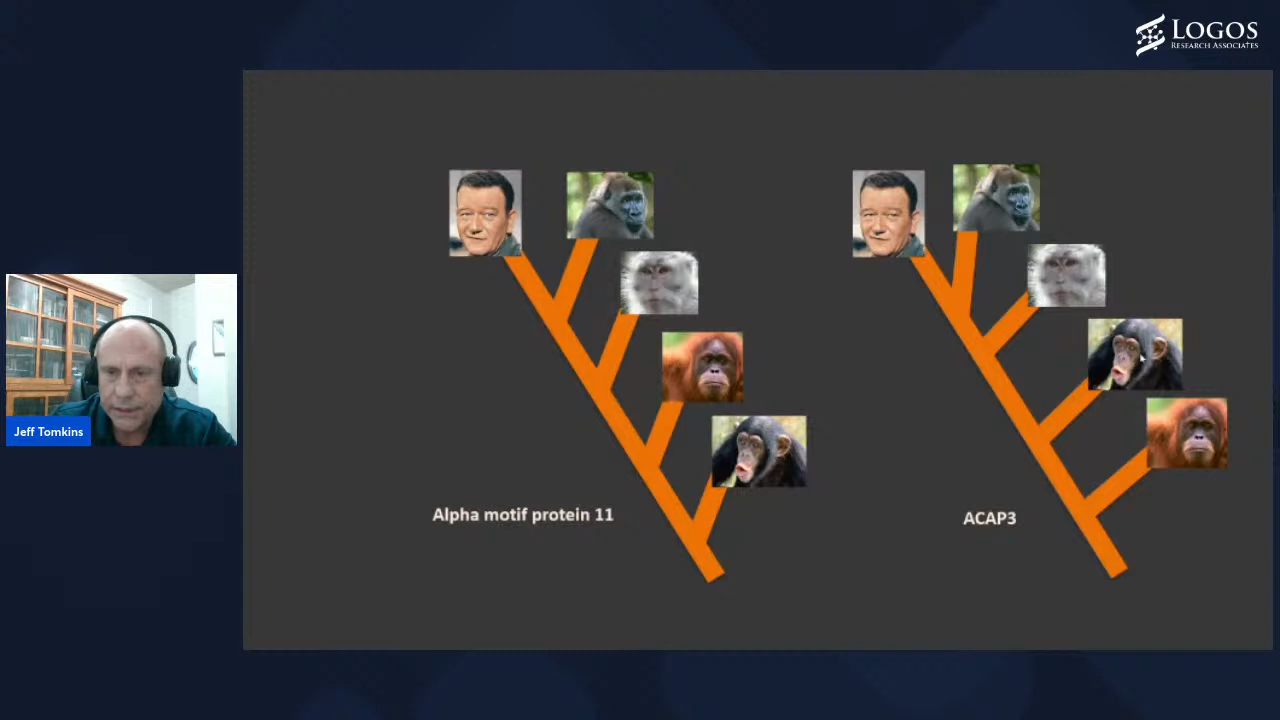 LOGOS
RESEARCH ASSOCIATES
Jeff Tomkins
Alpha motif protein 11
ACAP3